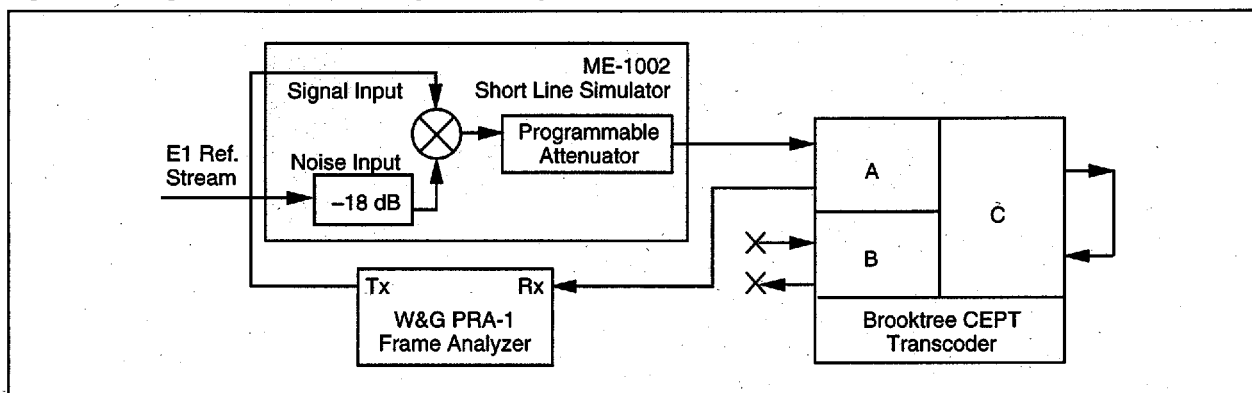 ME-1002
Short Line Simulator
Signal Input
Programmable
Attenuator
E1 Ref.
Stream
Noise Input
–18 dB
A
B
C
Tx
Rx
W&G PRA-1
Frame Analyzer
Brooktree CEPT
Transcoder